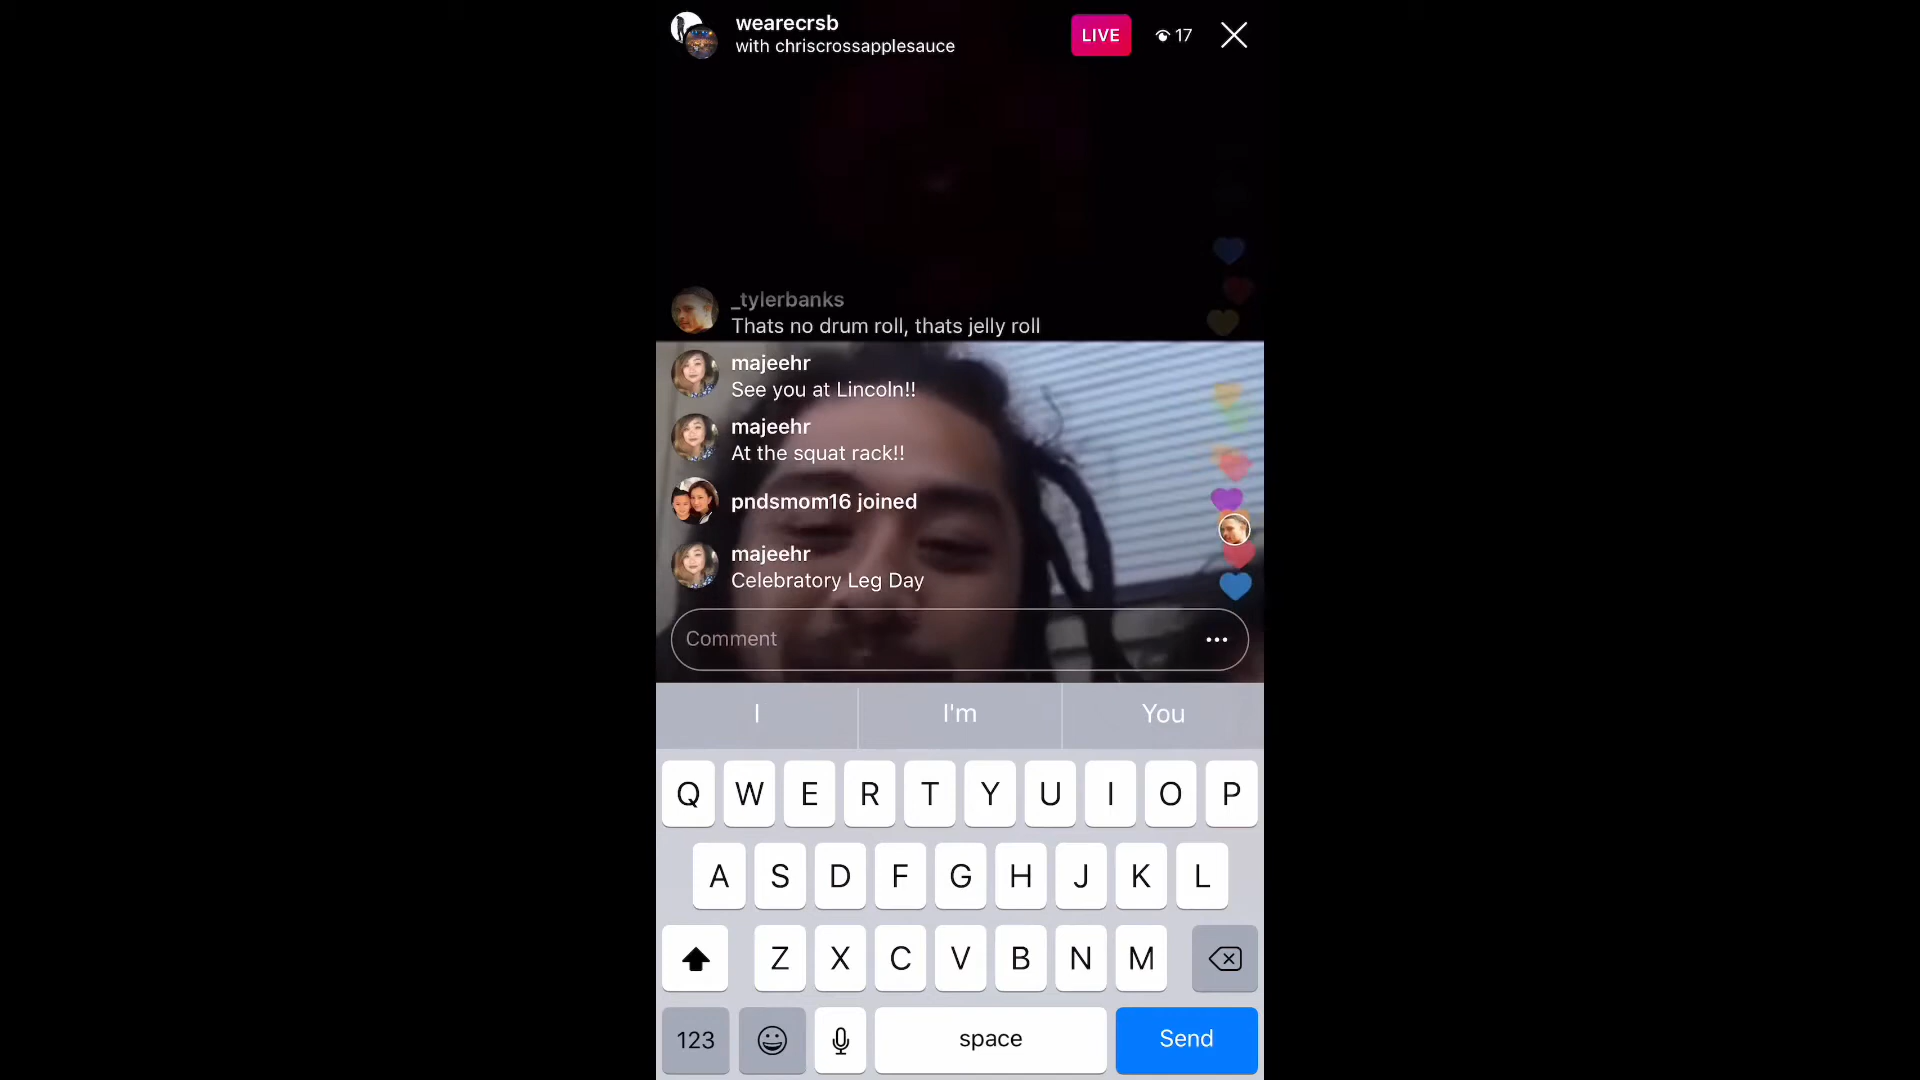 wearecrsb
with chriscrossapplesauce
LIVE
17
_tylerbanks
Thats no drum roll, thats jelly roll
majeehr
See you at Lincoln!!
majeehr
At the squat rack!!
pndsmom16 joined
majeehr
Celebratory Leg Day
Comment
I
I'm
You
Q W E R T Y U I O P
A S D F G H J K L
Z X C V B N M
123
space
Send